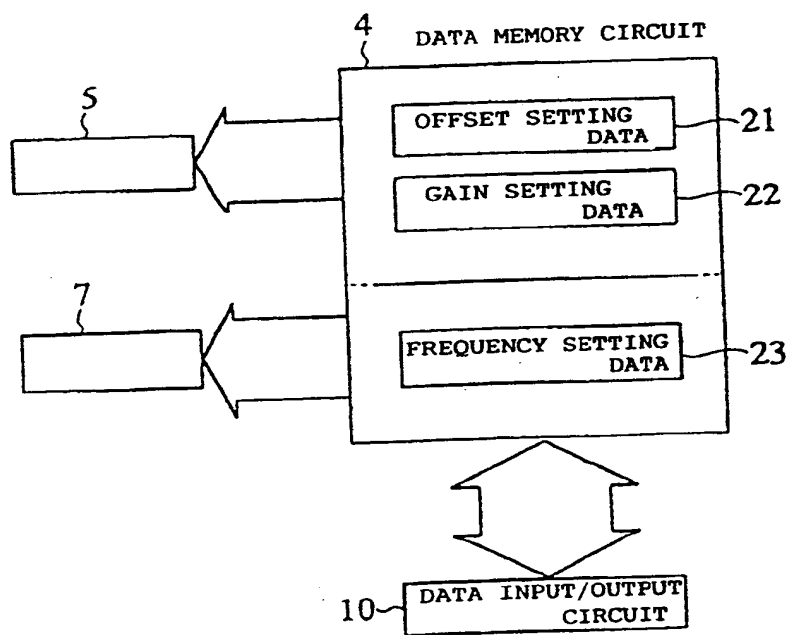 4
DATA MEMORY CIRCUIT
5
OFFSET SETTING
DATA
21
GAIN SETTING
DATA
22
7
FREQUENCY SETTING
DATA
23
10
DATA INPUT/OUTPUT
CIRCUIT